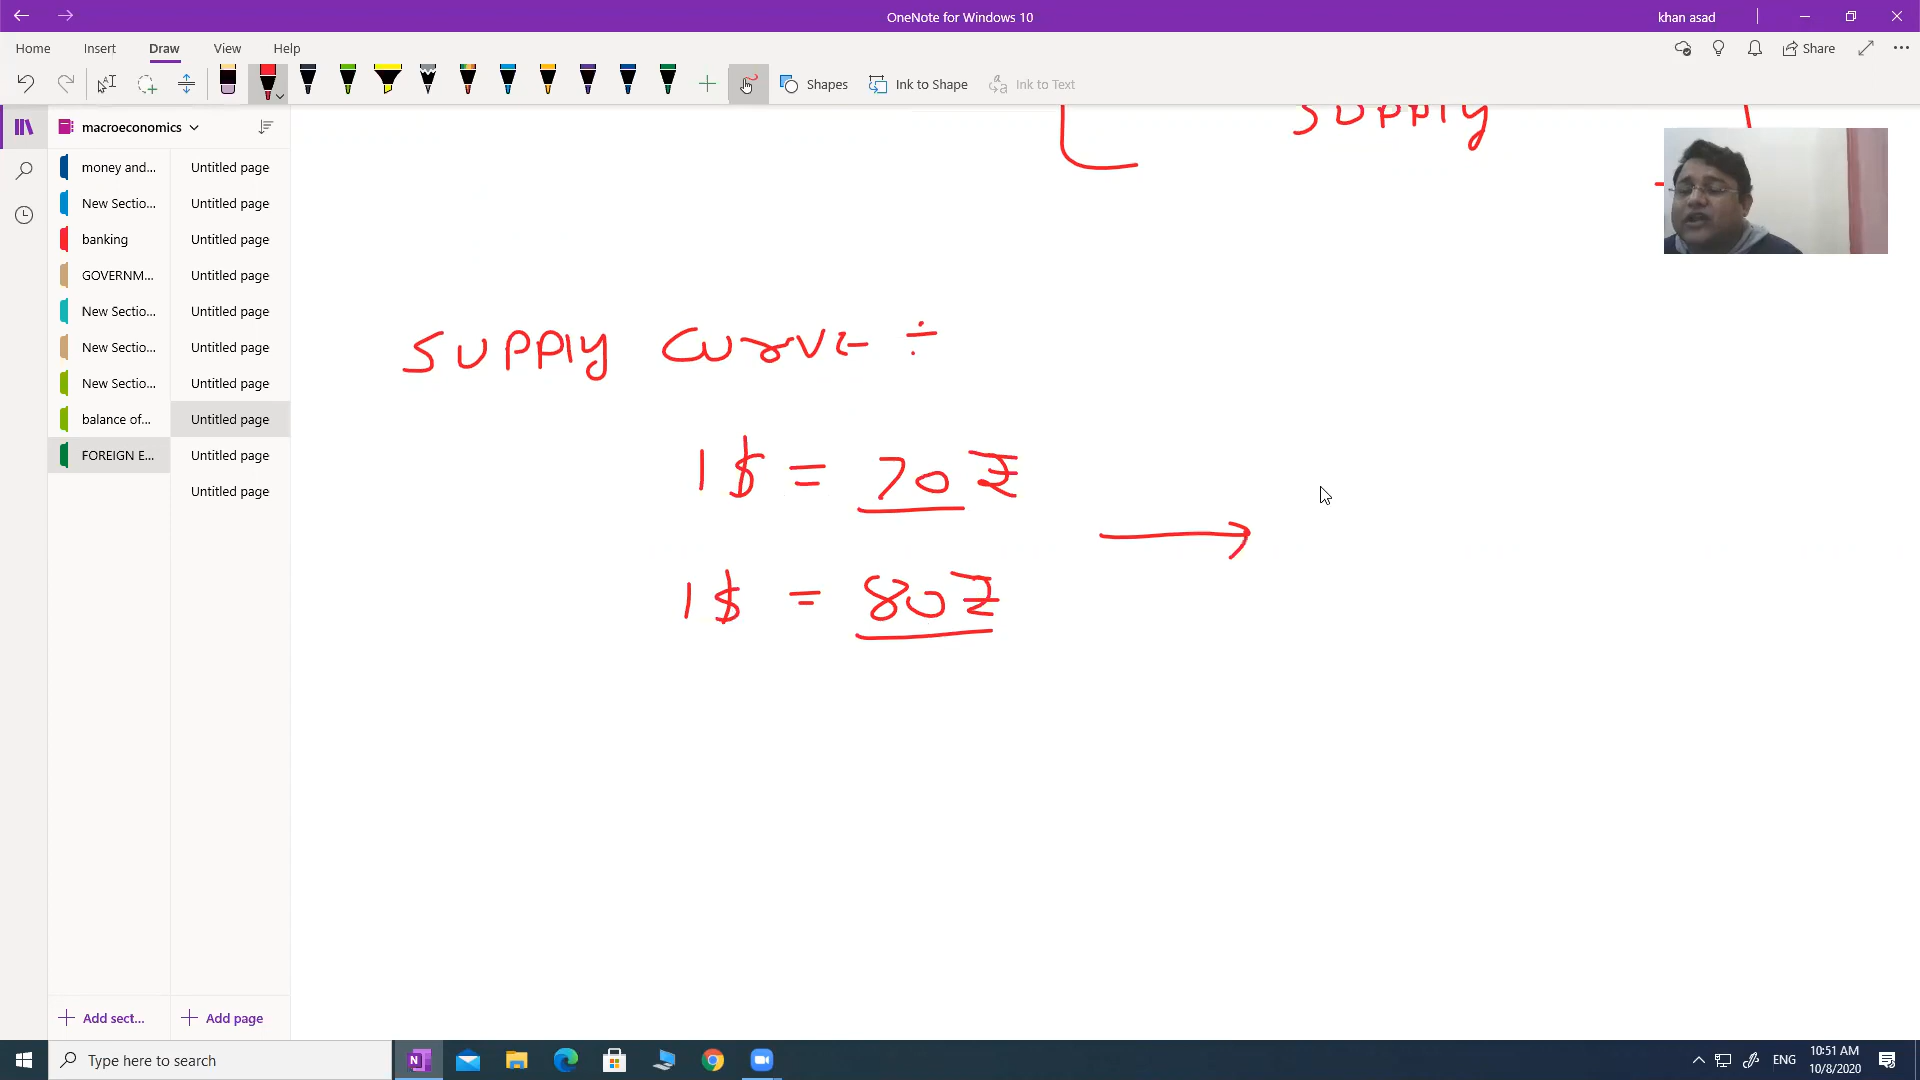 OneNote for Windows 10
khan asad
Home Insert Draw View Help
Share
Shapes
Ink to Shape
Ink to Text
macroeconomics
money and...
New Sectio...
banking
GOVERNM...
New Sectio...
New Sectio...
New Sectio...
balance of...
FOREIGN E...
Untitled page
Untitled page
Untitled page
Untitled page
Untitled page
Untitled page
Untitled page
Untitled page
Untitled page
Untitled page
Add sect...
Add page
supply
supply curve ÷
1$ = 70₹
1$ = 80₹
Type here to search
ENG
10:51 AM
10/8/2020